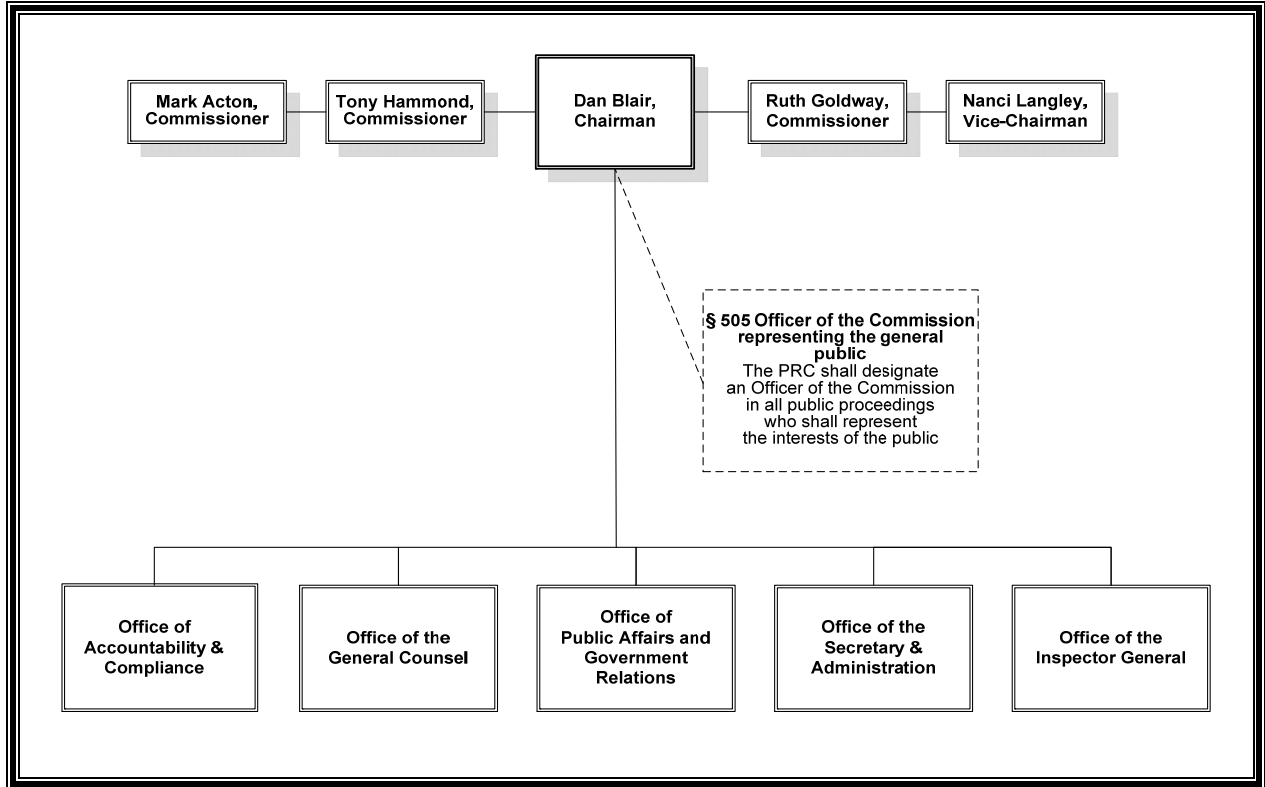 Mark Acton,
Commissioner
Tony Hammond,
Commissioner
Dan Blair,
Chairman
Ruth Goldway,
Commissioner
Nanci Langley,
Vice-Chairman
§ 505 Officer of the Commission
representing the general
public
The PRC shall designate
an Officer of the Commission
in all public proceedings
who shall represent
the interests of the public
Office of
Accountability &
Compliance
Office of the
General Counsel
Office of
Public Affairs and
Government
Relations
Office of the
Secretary &
Administration
Office of the
Inspector General